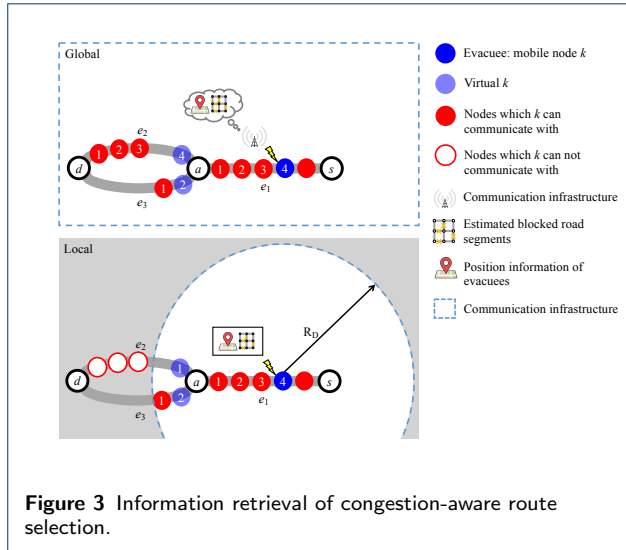 Global
e2
1 2 3 4
d
a
1 2 3 4
s
e1
1 2
e3
Local
RD
e2
1
d
a
1 2 3 4
s
e1
1 2
e3
Evacuee: mobile node k
Virtual k
Nodes which k can
communicate with
Nodes which k can not
communicate with
Communication infrastructure
Estimated blocked road
segments
Position information of
evacuees
Communication infrastructure
Figure 3 Information retrieval of congestion-aware route
selection.